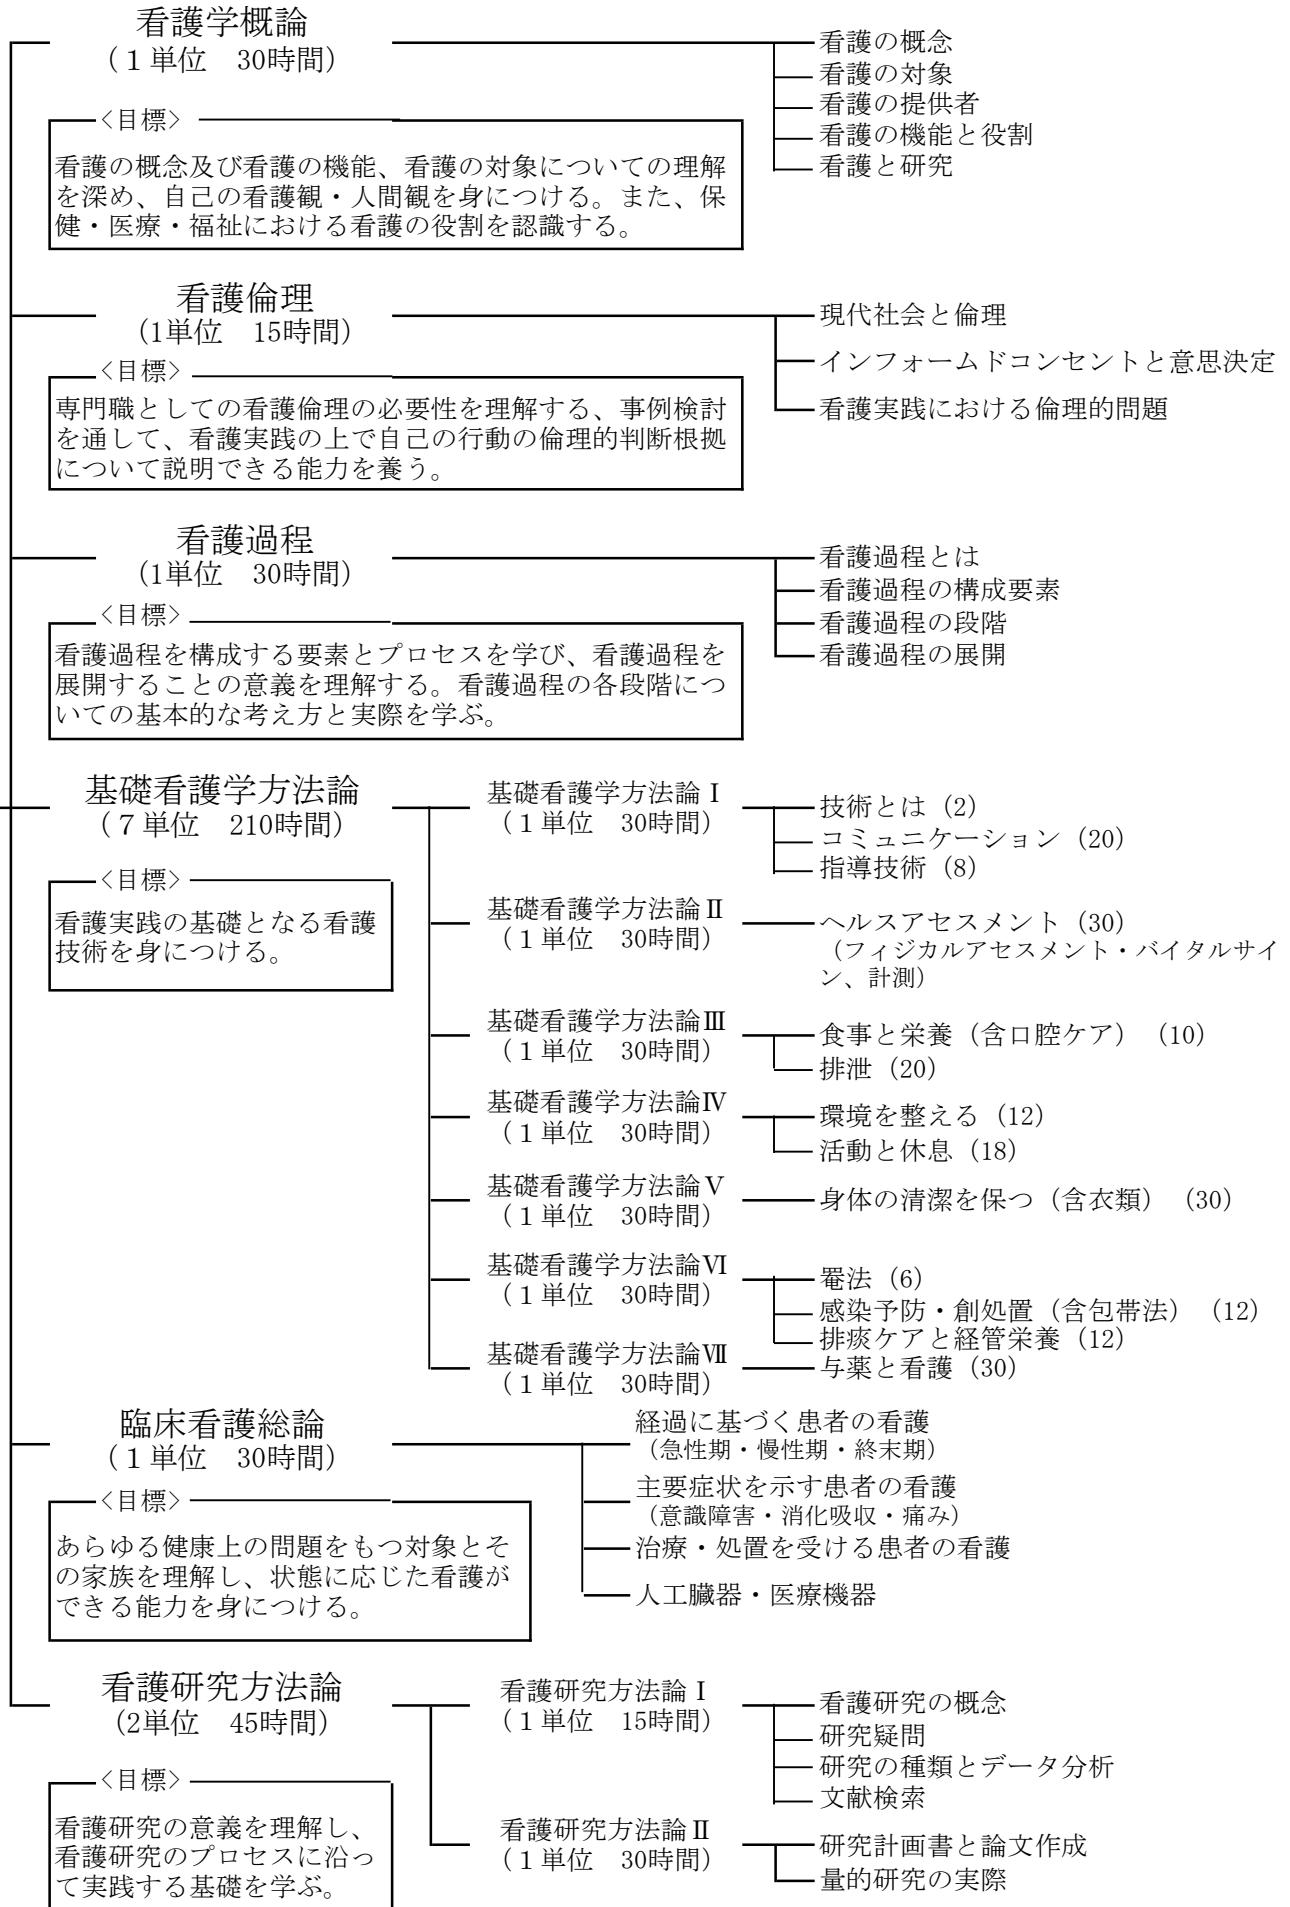 看護学概論
（１単位　30時間）
看護の概念
看護の対象
看護の提供者
看護の機能と役割
看護と研究
<目標>
看護の概念及び看護の機能、看護の対象についての理解
を深め、自己の看護観・人間観を身につける。また、保
健・医療・福祉における看護の役割を認識する。
看護倫理
（1単位　15時間）
現代社会と倫理
インフォームドコンセントと意思決定
看護実践における倫理的問題
<目標>
専門職としての看護倫理の必要性を理解する、事例検討
を通して、看護実践の上で自己の行動の倫理的判断根拠
について説明できる能力を養う。
看護過程
（1単位　30時間）
看護過程とは
看護過程の構成要素
看護過程の段階
看護過程の展開
<目標>
看護過程を構成する要素とプロセスを学び、看護過程を
展開することの意義を理解する。看護過程の各段階につ
いての基本的な考え方と実際を学ぶ。
基礎看護学方法論
（７単位　210時間）
<目標>
看護実践の基礎となる看護
技術を身につける。
基礎看護学方法論Ⅰ
（１単位　30時間）
技術とは（2）
コミュニケーション（20）
指導技術（8）
基礎看護学方法論Ⅱ
（１単位　30時間）
ヘルスアセスメント（30）
（フィジカルアセスメント・バイタルサイ
ン、計測）
基礎看護学方法論Ⅲ
（１単位　30時間）
食事と栄養（含口腔ケア）（10）
排泄（20）
基礎看護学方法論Ⅳ
（１単位　30時間）
環境を整える（12）
活動と休息（18）
基礎看護学方法論Ⅴ
（１単位　30時間）
身体の清潔を保つ（含衣類）（30）
基礎看護学方法論Ⅵ
（１単位　30時間）
罨法（6）
感染予防・創処置（含包帯法）（12）
排痰ケアと経管栄養（12）
基礎看護学方法論Ⅶ
（１単位　30時間）
与薬と看護（30）
臨床看護総論
（１単位　30時間）
経過に基づく患者の看護
（急性期・慢性期・終末期）
主要症状を示す患者の看護
（意識障害・消化吸収・痛み）
治療・処置を受ける患者の看護
人工臓器・医療機器
<目標>
あらゆる健康上の問題をもつ対象とそ
の家族を理解し、状態に応じた看護が
できる能力を身につける。
看護研究方法論
（2単位　45時間）
<目標>
看護研究の意義を理解し、
看護研究のプロセスに沿っ
て実践する基礎を学ぶ。
看護研究方法論Ⅰ
（１単位　15時間）
看護研究の概念
研究疑問
研究の種類とデータ分析
文献検索
看護研究方法論Ⅱ
（１単位　30時間）
研究計画書と論文作成
量的研究の実際